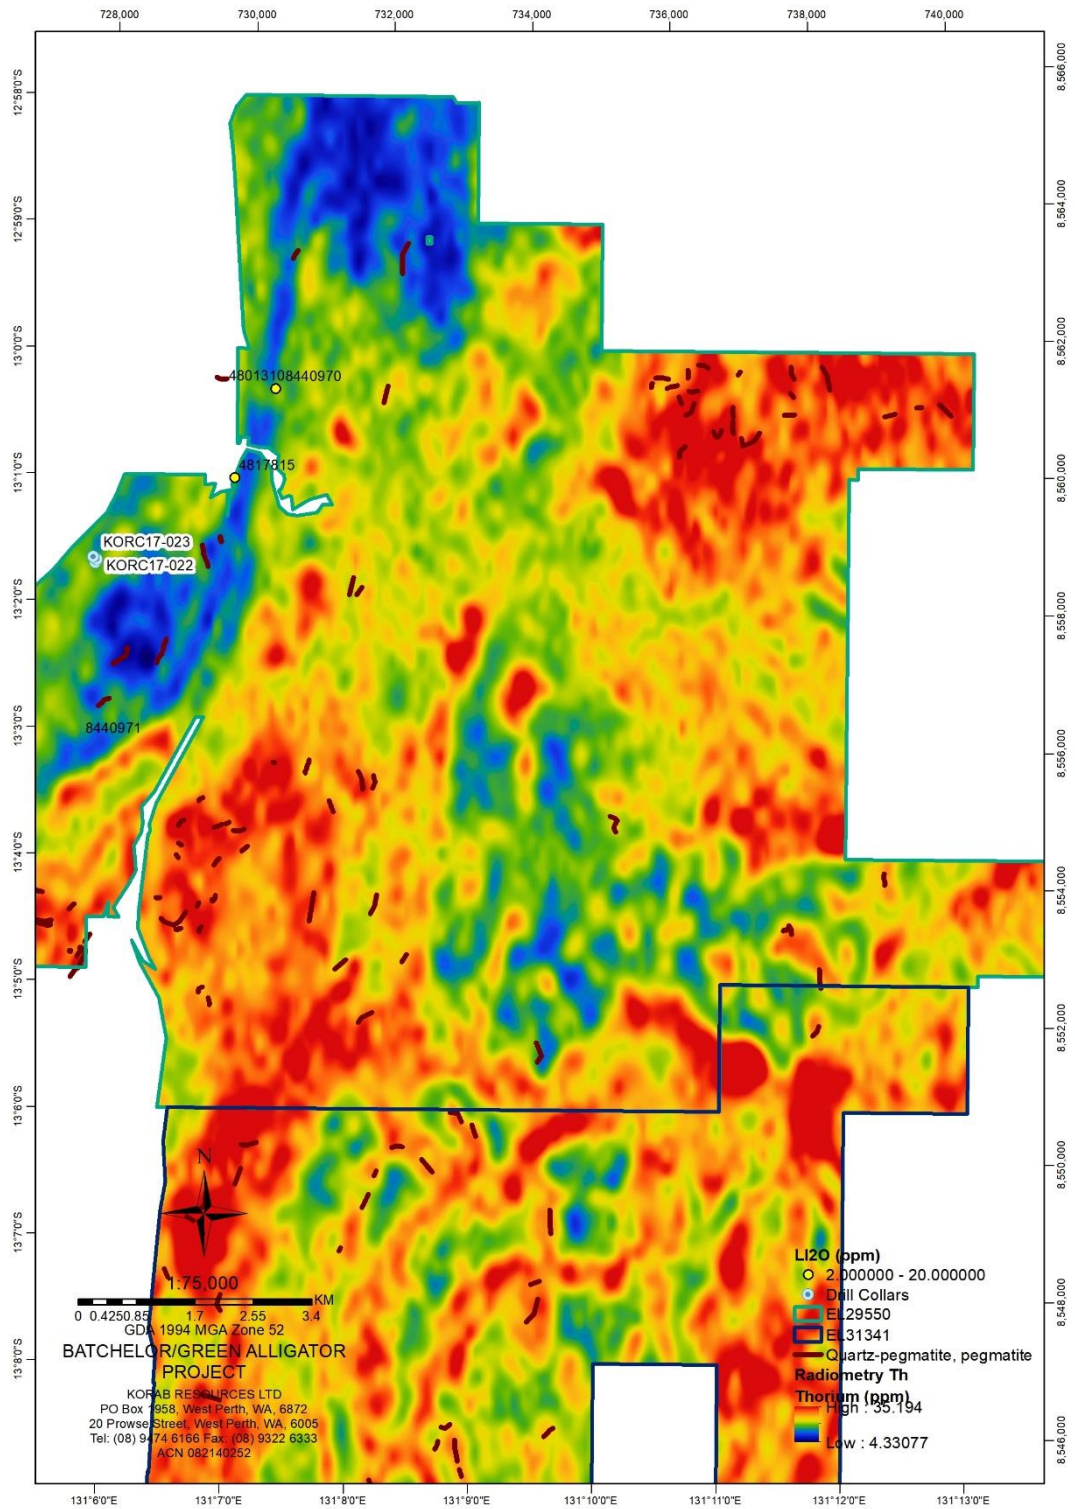 728,000 730,000 732,000 734,000 736,000 738,000 740,000
8,566,000
12°58'0"S
8,564,000
12°59'0"S
8,562,000
13°0'0"S
48013108440970
8,560,000
13°1'0"S
4817815
KORC17-023
KORC17-022
8,558,000
13°2'0"S
8440971
13°3'0"S
8,556,000
13°4'0"S
8,554,000
13°5'0"S
8,552,000
13°6'0"S
8,550,000
N
13°7'0"S
8,548,000
13°8'0"S
8,546,000
1:75,000
KM
0 0.4250.85 1.7 2.55 3.4
GDA 1994 MGA Zone 52
BATCHELOR/GREEN ALLIGATOR
PROJECT
KORAB RESOURCES LTD
PO Box 1958, West Perth, WA, 6872
20 Prowse Street, West Perth, WA, 6005
Tel: (08) 9474 6166 Fax: (08) 9322 6333
ACN 082140252
LI2O (ppm)
2.000000 - 20.000000
Drill Collars
EL29550
EL31341
Quartz-pegmatite, pegmatite
Radiometry Th
Thorium (ppm)
High : 35.194
Low : 4.33077
131°6'0"E 131°7'0"E 131°8'0"E 131°9'0"E 131°10'0"E 131°11'0"E 131°12'0"E 131°13'0"E